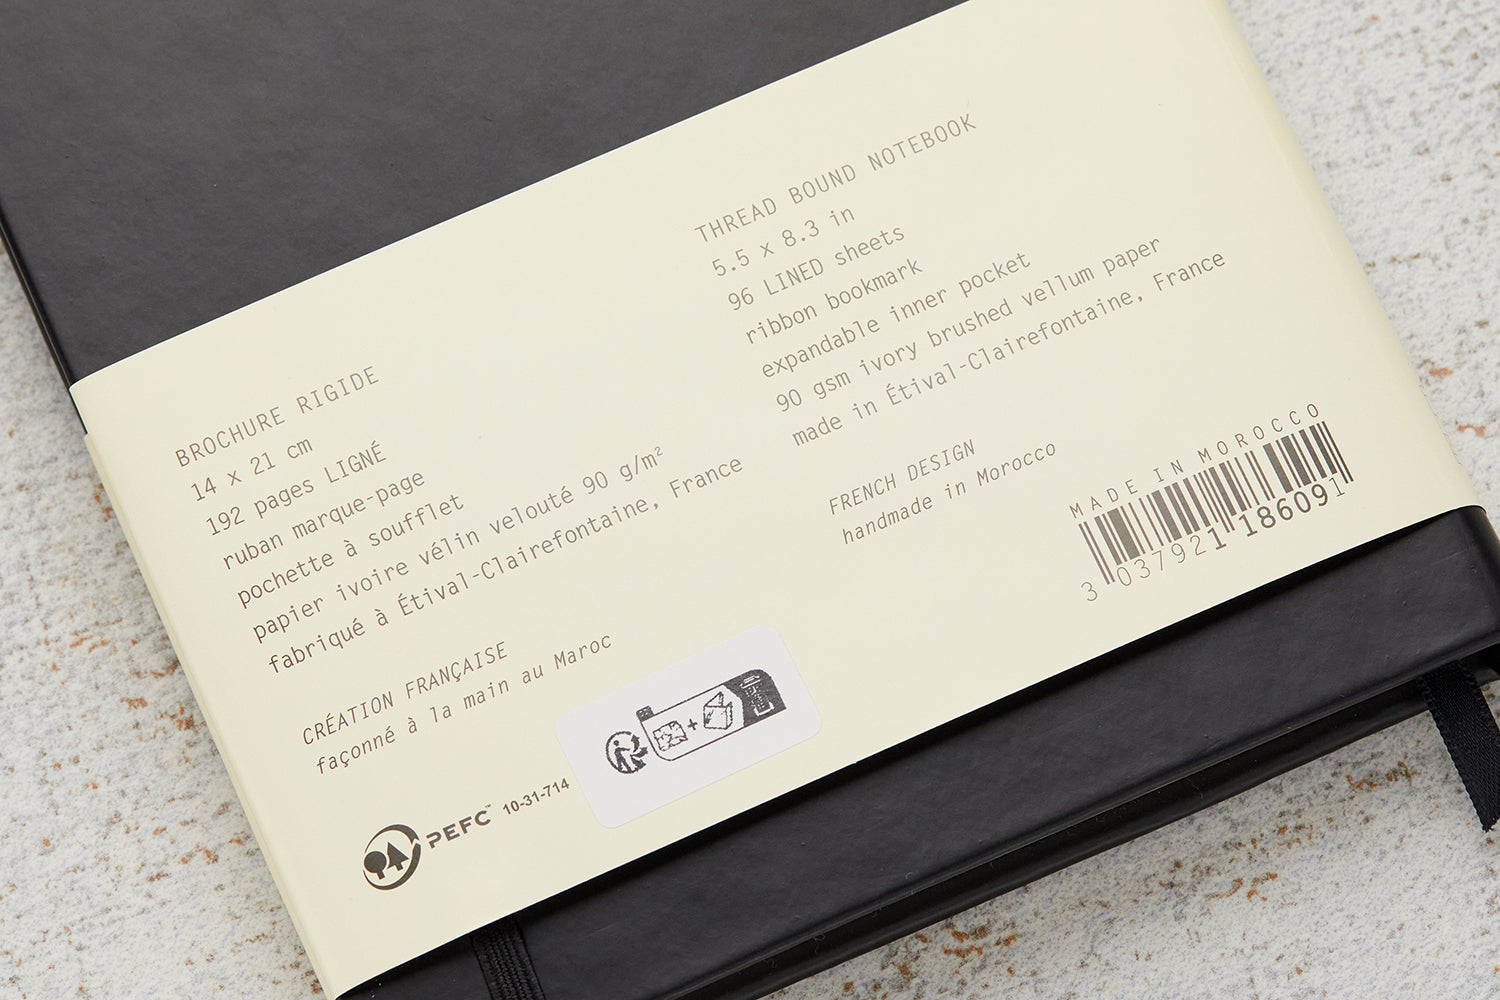 BROCHURE RIGIDE
14 x 21 cm
192 pages LIGNÉ
ruban marque-page
pochette à soufflet
papier ivoire vélin velouté 90 g/m²
fabriqué à Étival-Clairefontaine, France
CRÉATION FRANÇAISE
façonné à la main au Maroc
PEFC™ 10-31-714
THREAD BOUND NOTEBOOK
5.5 x 8.3 in
96 LINED sheets
ribbon bookmark
expandable inner pocket
90 gsm ivory brushed vellum paper
made in Étival-Clairefontaine, France
FRENCH DESIGN
handmade in Morocco
MADE IN MOROCCO
3 037921 186091